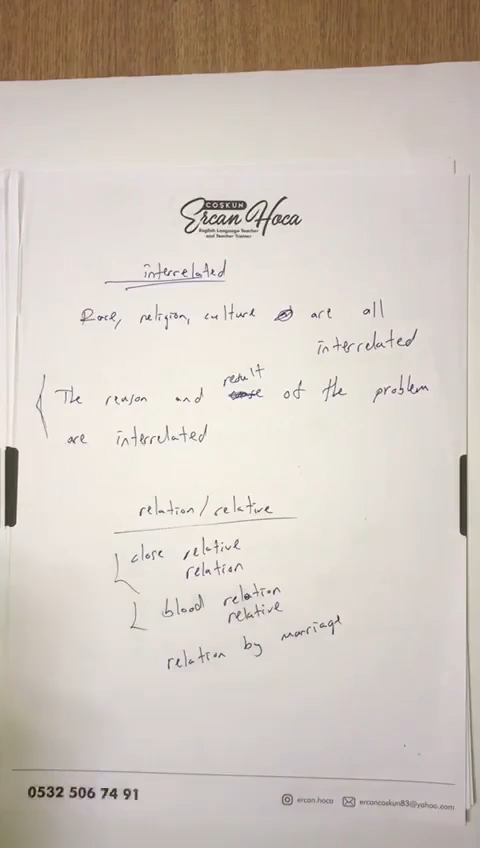 COŞKUN
Ercan Hoca
English Language Teacher
and Teacher Trainer
interrelated
Race, religion, culture are all
interrelated
result
The reason and of the problem
are interrelated
relation / relative
close relative
relation
blood relation
relative
relation by marriage
0532 506 74 91
ercan.hoca ercancoskun83@yahoo.com